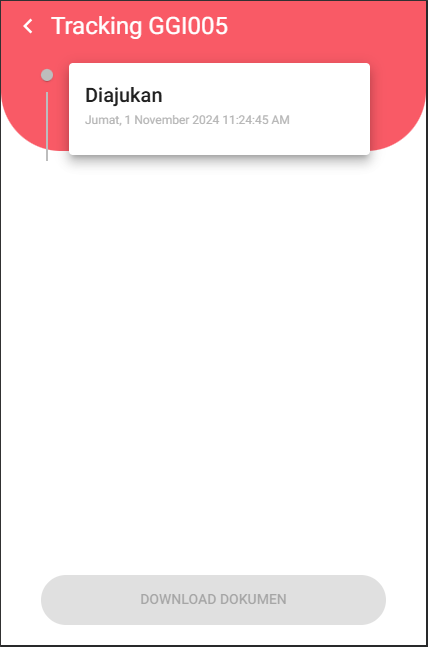 Tracking GGI005
Diajukan
Jumat, 1 November 2024 11:24:45 AM
DOWNLOAD DOKUMEN